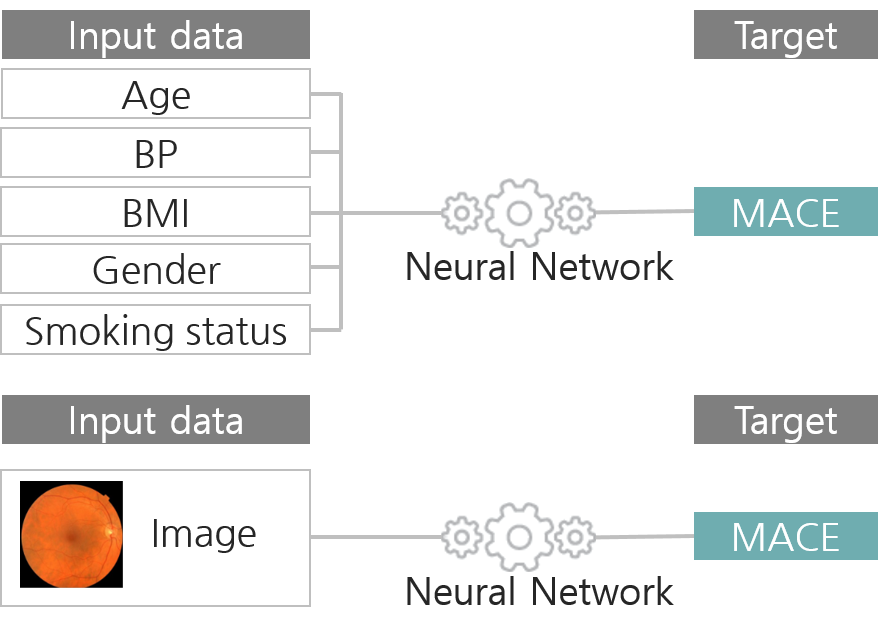 Input data
Target
Age
BP
BMI
Gender
Smoking status
Neural Network
MACE
Input data
Target
Image
Neural Network
MACE